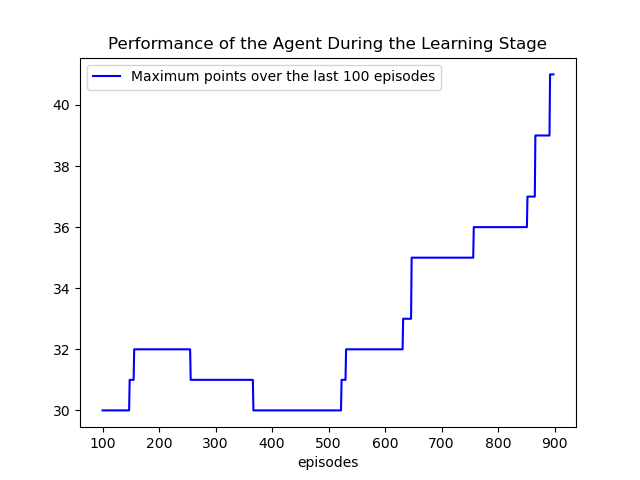 Performance of the Agent During the Learning Stage
Maximum points over the last 100 episodes
40
38
36
34
32
30
100 200 300 400 500 600 700 800 900
episodes